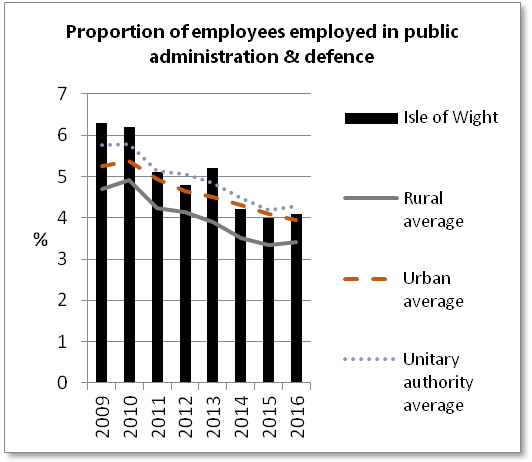 Proportion of employees employed in public
administration & defence
7
6
5
4
3
2
1
0
%
2009
2010
2011
2012
2013
2014
2015
2016
Isle of Wight
Rural
average
Urban
average
Unitary
authority
average